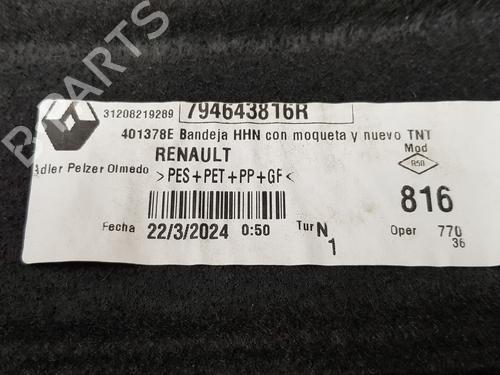 31208219289 794643816R
401378E Bandeja HHN con moqueta y nuevo TNT
RENAULT
Mod
Adler Pelzer Olmedo >PES+PET+PP+GF<
816
Fecha 22/3/2024 0:50 Tur N 1 Oper 770
36
B PARTS